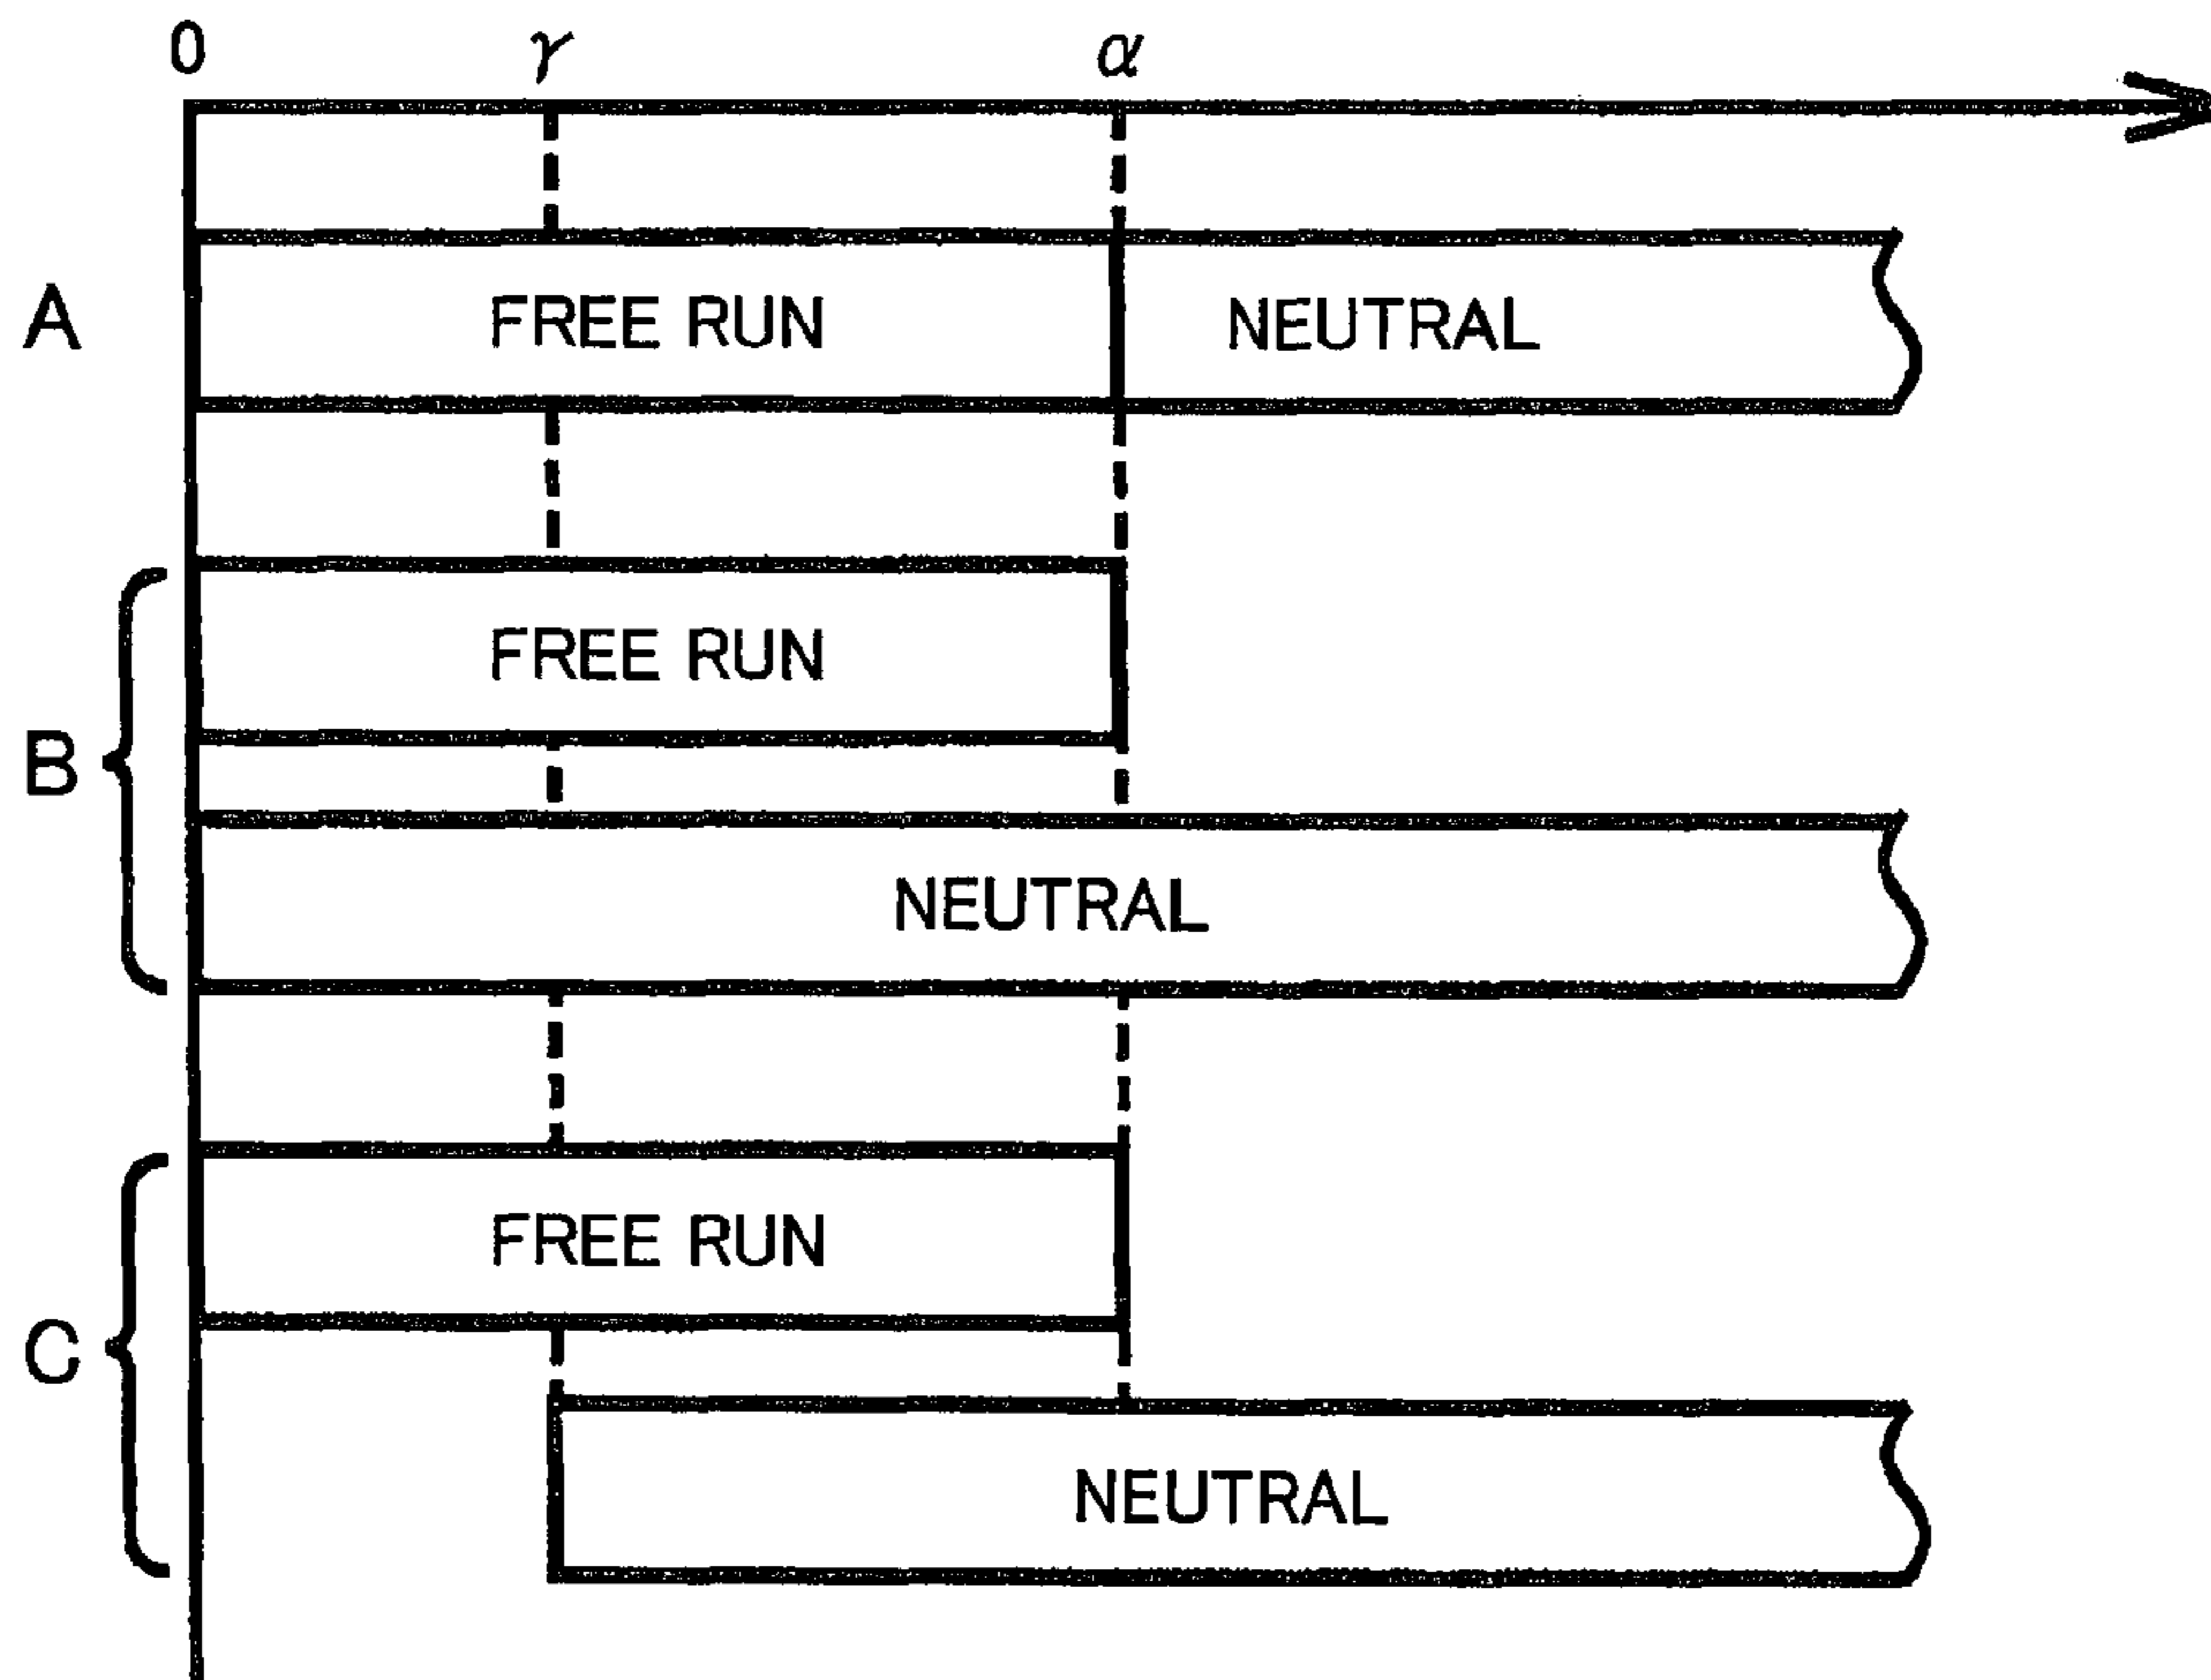 0 γ α
A FREE RUN NEUTRAL
FREE RUN
B
NEUTRAL
FREE RUN
C
NEUTRAL